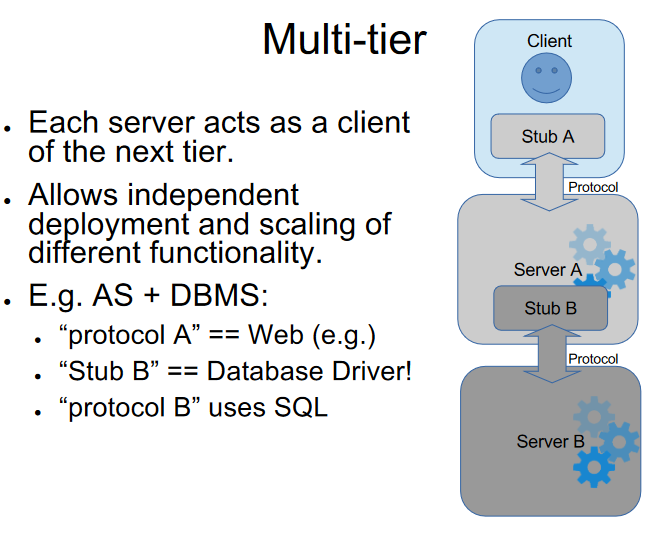 Multi-tier
Each server acts as a client
of the next tier.
Allows independent
deployment and scaling of
different functionality.
E.g. AS + DBMS:
“protocol A” == Web (e.g.)
“Stub B” == Database Driver!
“protocol B” uses SQL
Client
Stub A
Protocol
Server A
Stub B
Protocol
Server B